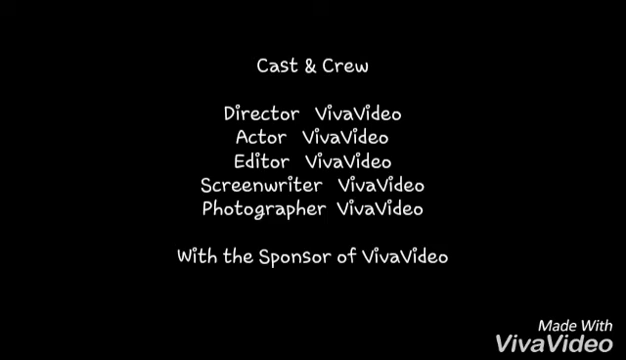 Cast & Crew
Director VivaVideo
Actor VivaVideo
Editor VivaVideo
Screenwriter VivaVideo
Photographer VivaVideo
With the Sponsor of VivaVideo
Made With
VivaVideo